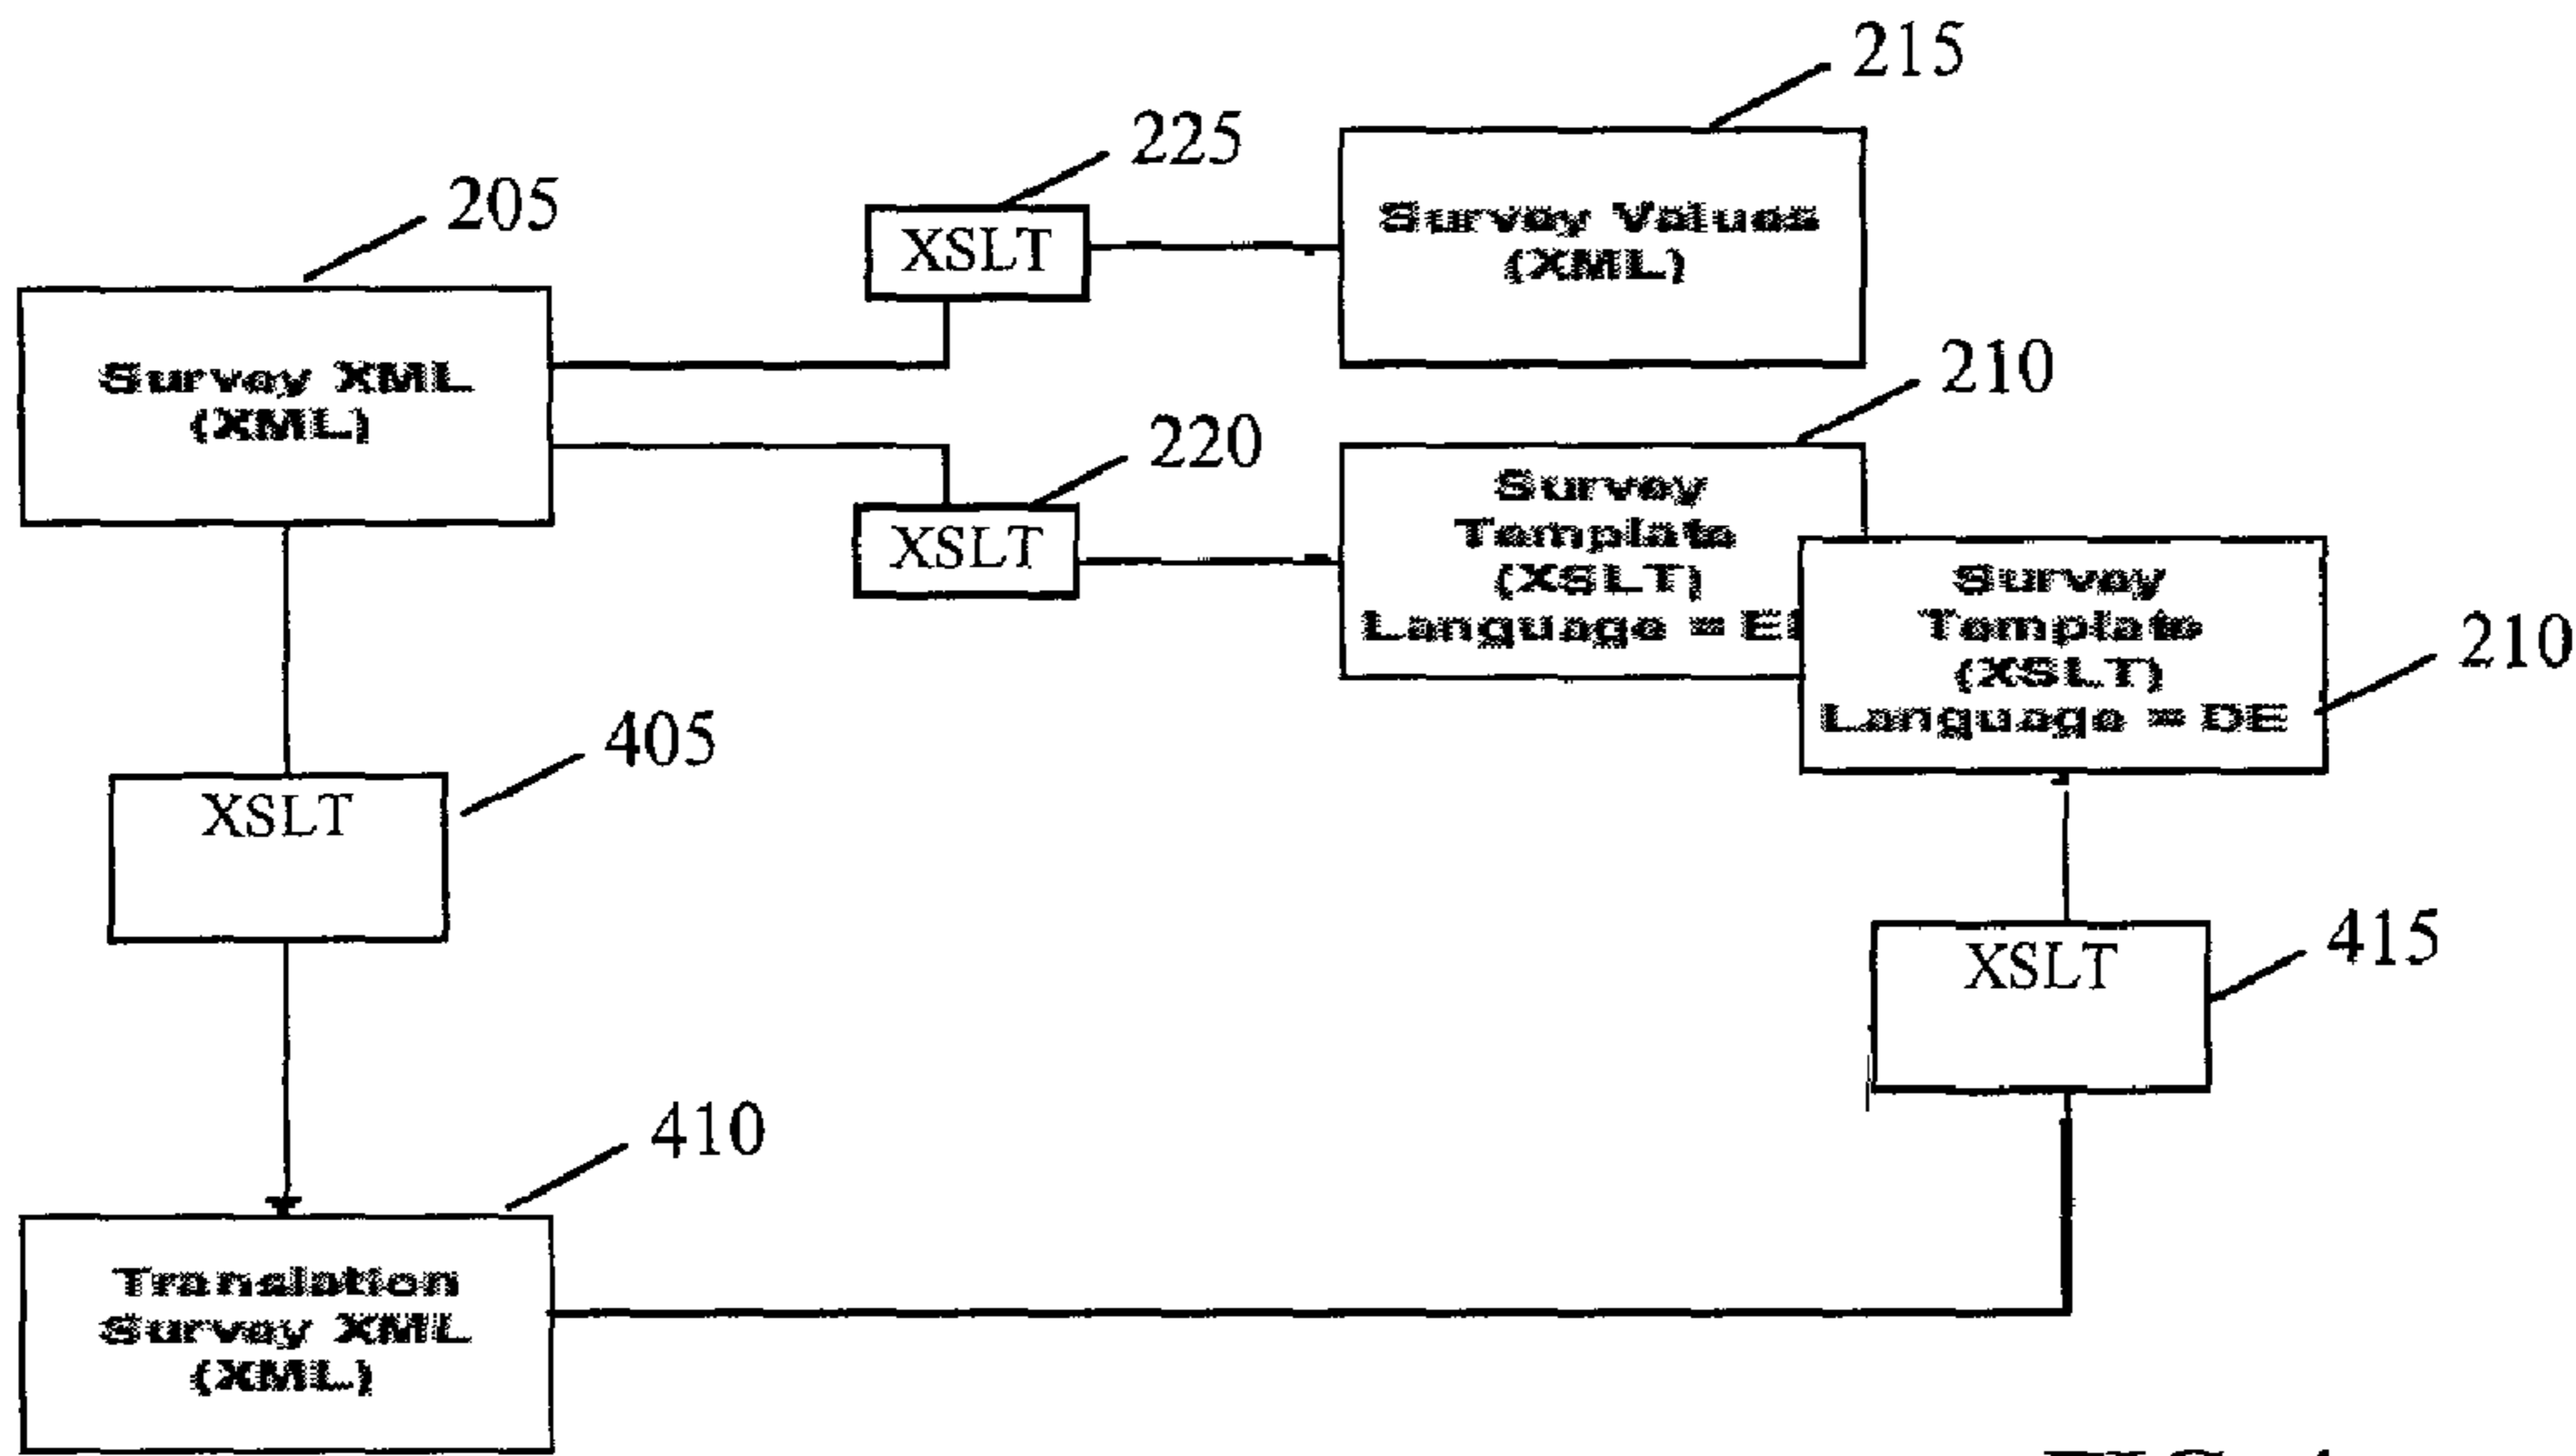 215
225
205
XSLT
Survey Values
(XML)
Survey XML
(XML)
210
220
XSLT
Survey
Template
(XSLT)
Language =
Survey
Template
(XSLT)
Language = DE
210
405
XSLT
415
XSLT
410
Translation
Survey XML
(XML)